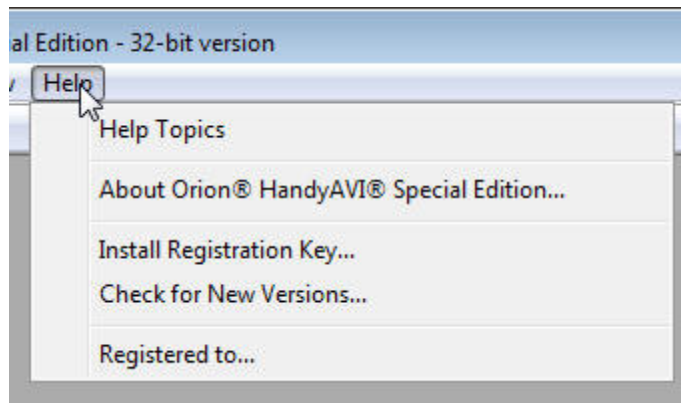 al Edition - 32-bit version
Help
Help Topics
About Orion® HandyAVI® Special Edition...
Install Registration Key...
Check for New Versions...
Registered to...